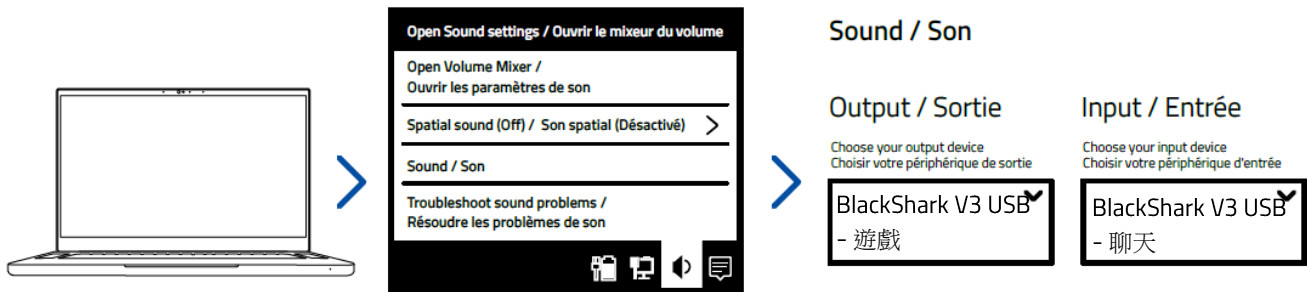 Open Sound settings / Ouvrir le mixeur du volume
Open Volume Mixer /
Ouvrir les paramètres de son
Spatial sound (Off) / Son spatial (Désactivé)
Sound / Son
Troubleshoot sound problems /
Résoudre les problèmes de son
Sound / Son
Output / Sortie
Choose your output device
Choisir votre périphérique de sortie
BlackShark V3 USB
- 遊戲
Input / Entrée
Choose your input device
Choisir votre périphérique d'entrée
BlackShark V3 USB
- 聊天